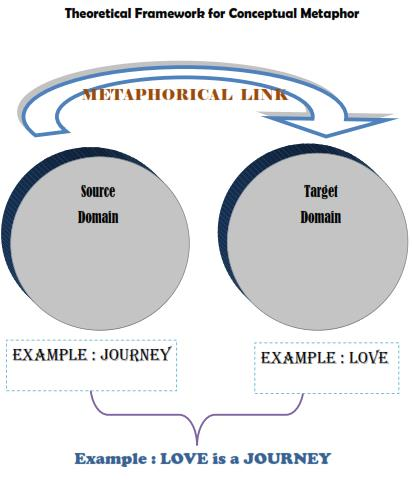 Theoretical Framework for Conceptual Metaphor
METAPHORICAL LINK
Source
Domain
Target
Domain
EXAMPLE : JOURNEY
EXAMPLE : LOVE
Example : LOVE is a JOURNEY